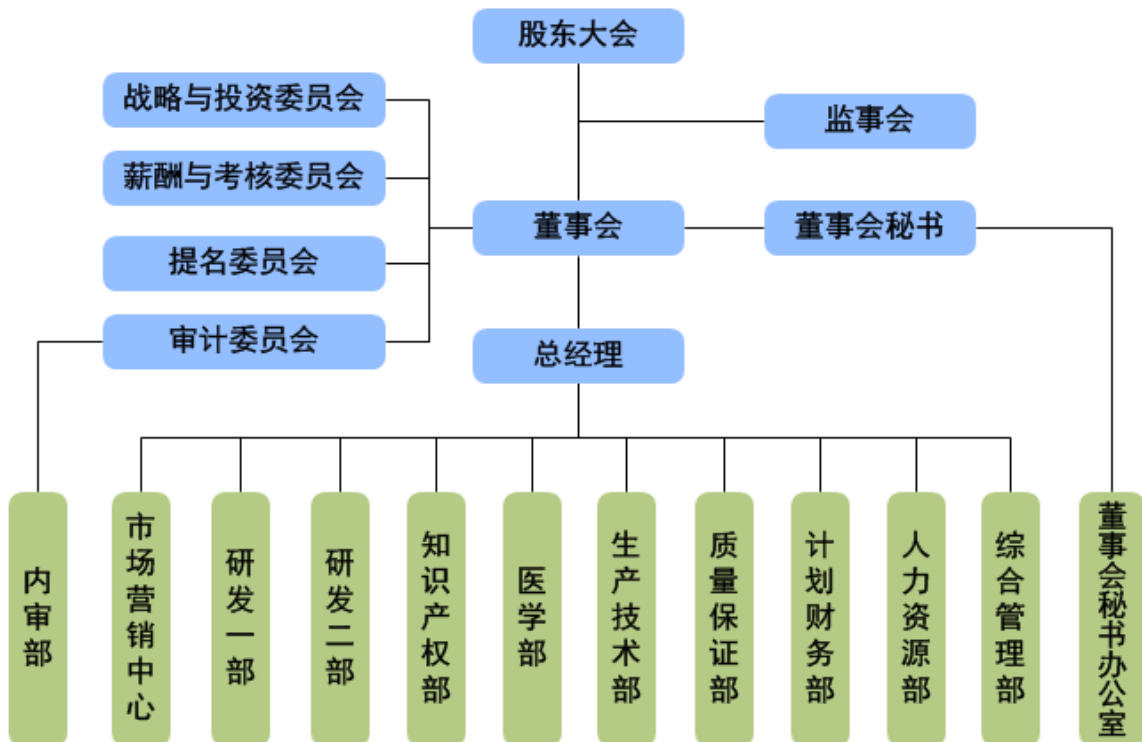 股东大会
战略与投资委员会
监事会
薪酬与考核委员会
董事会
董事会秘书
提名委员会
审计委员会
总经理
内审部
市场营销中心
研发一部
研发二部
知识产权部
医学部
生产技术部
质量保证部
计划财务部
人力资源部
综合管理部
董事会秘书办公室